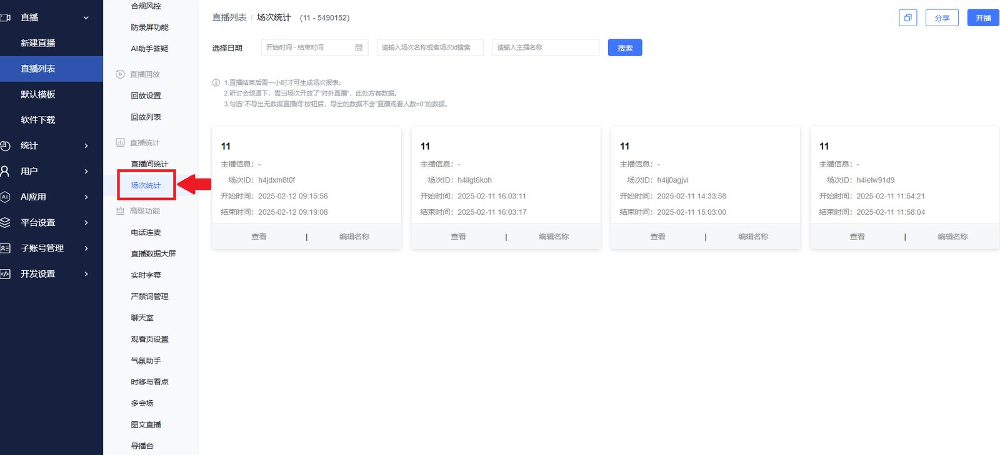 直播
新建直播
直播列表
默认模板
软件下载
统计
用户
AI应用
平台设置
子账号管理
开发设置
合规风控
防录屏功能
AI助手答疑
直播回放
回放设置
回放列表
直播统计
直播间统计
场次统计
高级功能
电话连麦
直播数据大屏
实时字幕
严禁词管理
聊天室
观看页设置
气氛助手
时移与看点
多会场
图文直播
导播台
直播列表 / 场次统计 (11 - 5490152)
分享
开播
选择日期 开始时间 - 结束时间 请输入场次名称或者场次id搜索 请输入主播名称 搜索
1.直播结束后需一小时才可生成场次报表；
2.研讨会频道下，需当场次开放了“对外直播”，此处方有数据。
3.勾选“不导出无数据直播间”按钮后，导出的数据不含“直播观看人数=0”的数据。
11
主播信息： -
场次ID： h4jdxm8t0f
开始时间： 2025-02-12 09:15:56
结束时间： 2025-02-12 09:19:08
查看 | 编辑名称
11
主播信息： -
场次ID： h4ilgt6koh
开始时间： 2025-02-11 16:03:11
结束时间： 2025-02-11 16:03:17
查看 | 编辑名称
11
主播信息： -
场次ID： h4ij0agjvi
开始时间： 2025-02-11 14:33:58
结束时间： 2025-02-11 15:03:00
查看 | 编辑名称
11
主播信息： -
场次ID： h4ielw91d9
开始时间： 2025-02-11 11:54:21
结束时间： 2025-02-11 11:58:04
查看 | 编辑名称